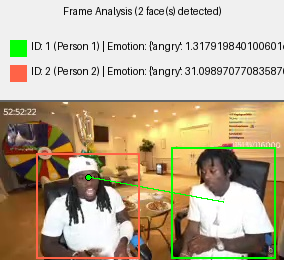 Frame Analysis (2 face(s) detected)
ID: 1 (Person 1) | Emotion: {'angry': 1.317919840100601
ID: 2 (Person 2) | Emotion: {'angry': 31.098970770835870
52:52:22